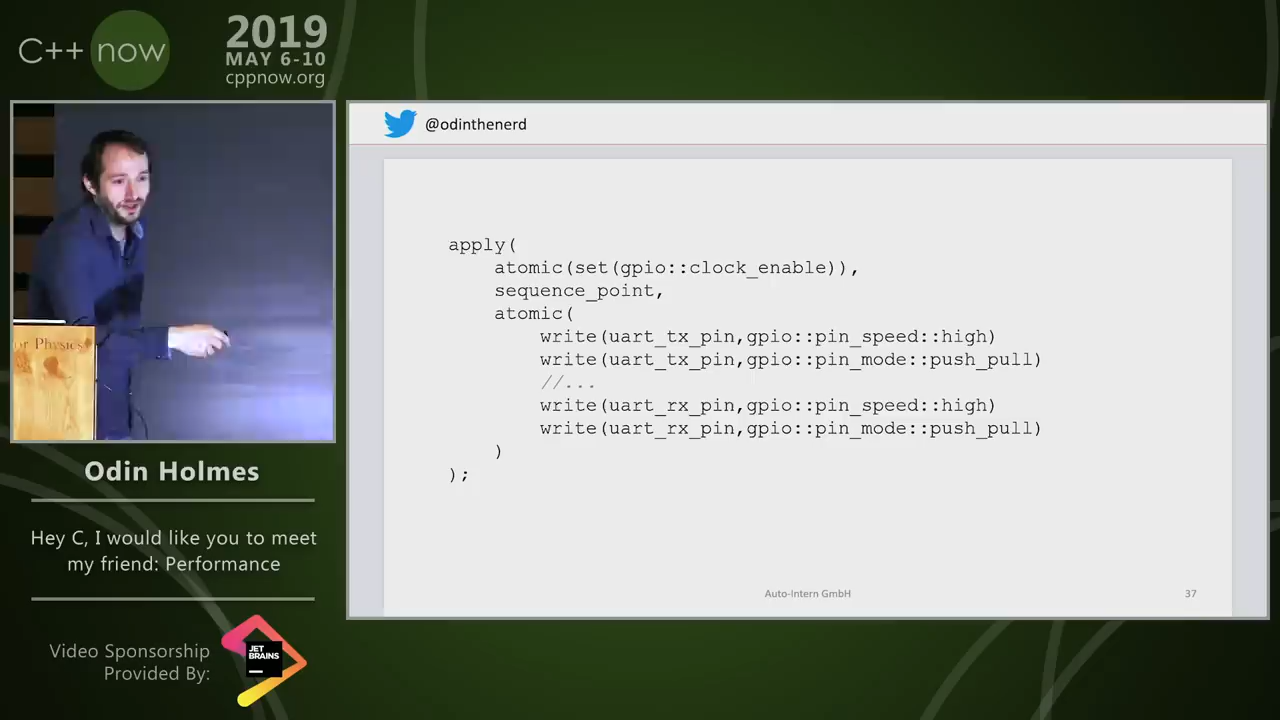 C++ now
2019
MAY 6-10
cppnow.org
@odinthenerd
apply(
    atomic(set(gpio::clock_enable)),
    sequence_point,
    atomic(
        write(uart_tx_pin,gpio::pin_speed::high)
        write(uart_tx_pin,gpio::pin_mode::push_pull)
        //...
        write(uart_rx_pin,gpio::pin_speed::high)
        write(uart_rx_pin,gpio::pin_mode::push_pull)
    )
);
Auto-Intern GmbH
37
or Physics
Odin Holmes
Hey C, I would like you to meet
my friend: Performance
Video Sponsorship
Provided By:
JET
BRAINS